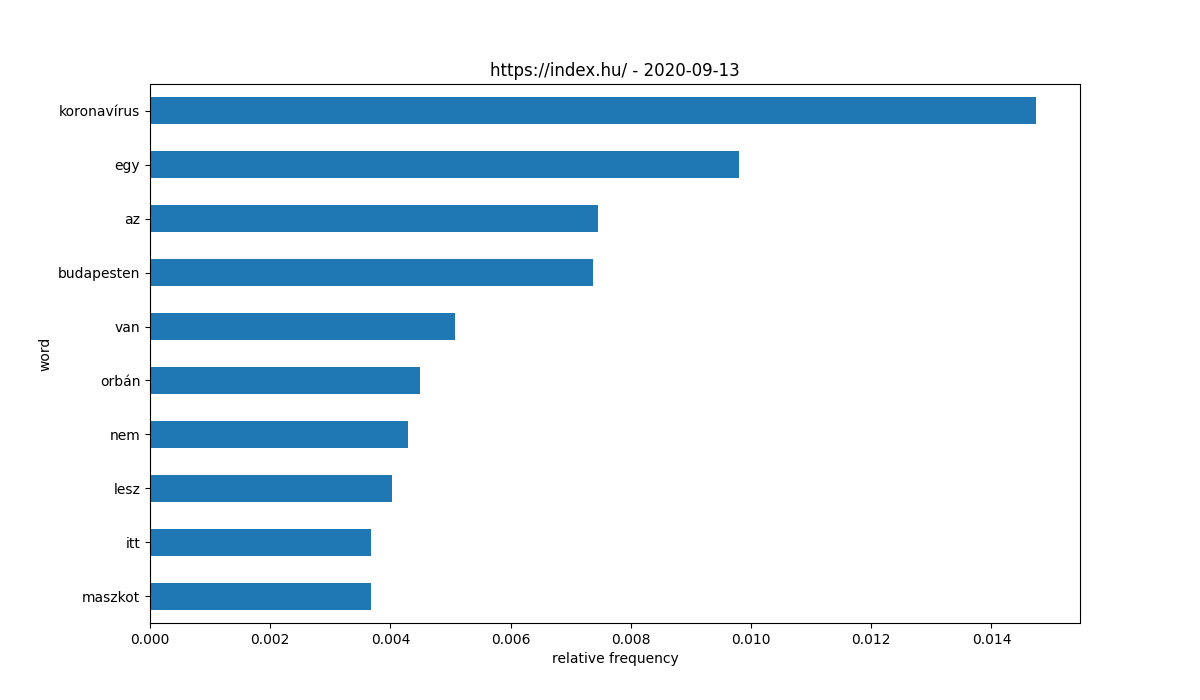 https://index.hu/ - 2020-09-13
koronavírus
egy
az
budapesten
van
word
orbán
nem
lesz
itt
maszkot
0.000 0.002 0.004 0.006 0.008 0.010 0.012 0.014
relative frequency